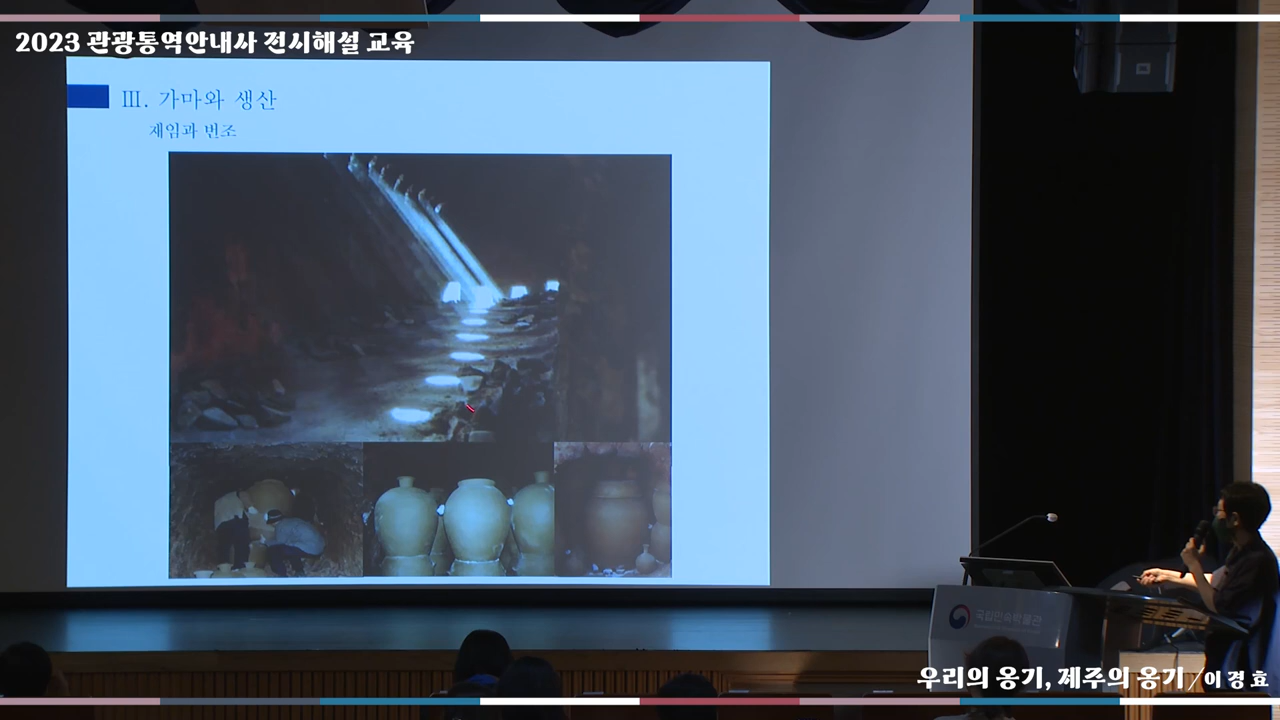 2023 관광통역안내사 전시해설 교육
Ⅲ. 가마와 생산
재임과 번조
국립민속박물관
우리의 옹기, 제주의 옹기 / 이경효